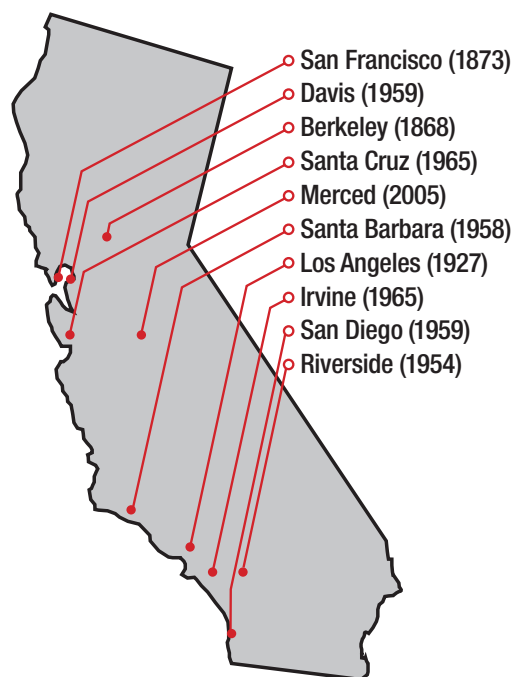 San Francisco (1873)
Davis (1959)
Berkeley (1868)
Santa Cruz (1965)
Merced (2005)
Santa Barbara (1958)
Los Angeles (1927)
Irvine (1965)
San Diego (1959)
Riverside (1954)